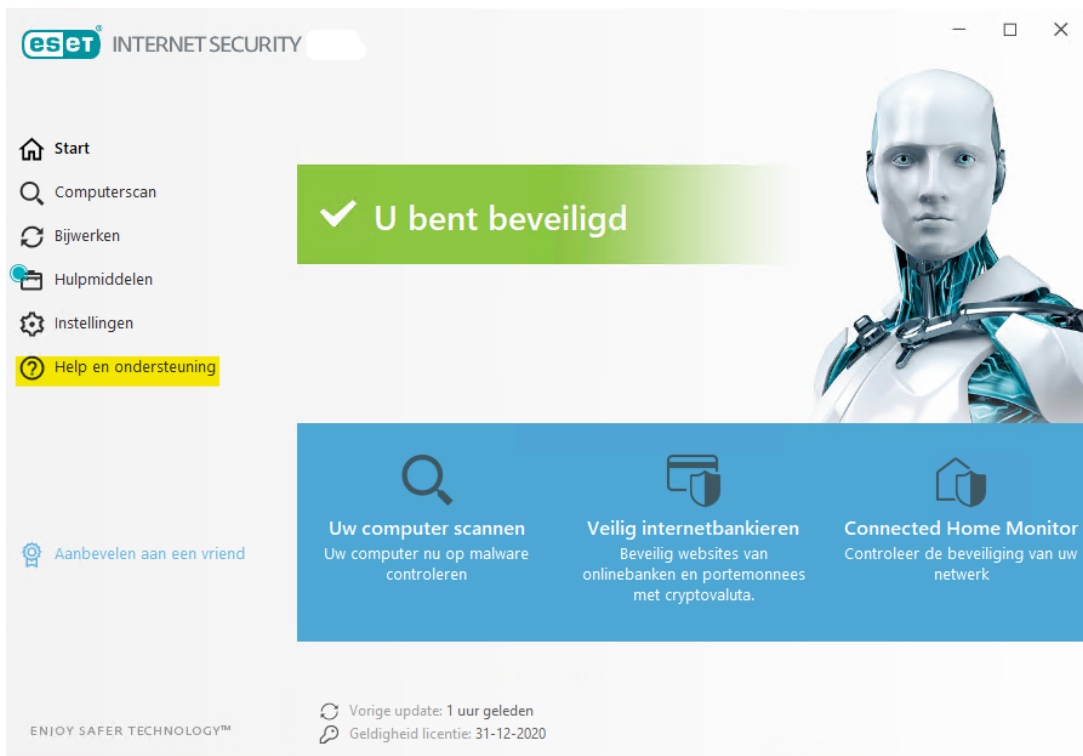 eset® INTERNET SECURITY
Start
Computerscan
Bijwerken
Hulpmiddelen
Instellingen
Help en ondersteuning
Aanbevelen aan een vriend
ENJOY SAFER TECHNOLOGY™
U bent beveiligd
Uw computer scannen
Uw computer nu op malware
controleren
Veilig internetbankieren
Beveilig websites van
onlinebanken en portemonnees
met cryptovaluta.
Connected Home Monitor
Controleer de beveiliging van uw
netwerk
Vorige update: 1 uur geleden
Geldigheid licentie: 31-12-2020